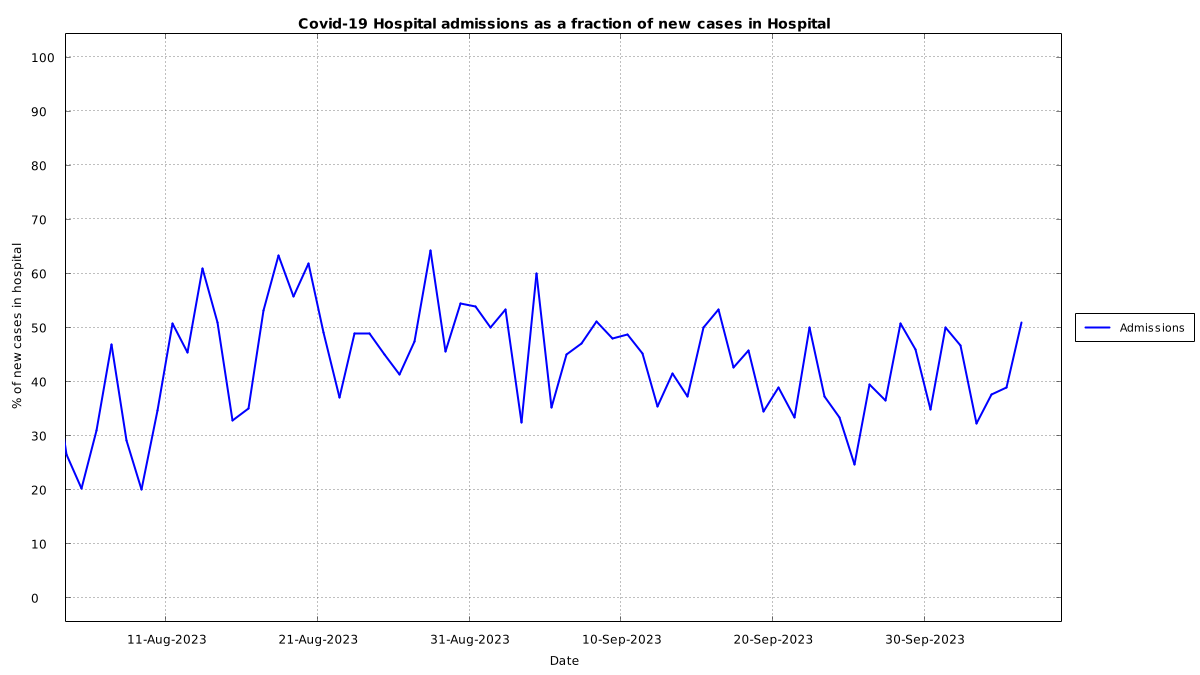 Covid-19 Hospital admissions as a fraction of new cases in Hospital
100
90
80
70
60
50
40
30
20
10
0
% of new cases in hospital
11-Aug-2023
21-Aug-2023
31-Aug-2023
10-Sep-2023
20-Sep-2023
30-Sep-2023
Date
Admissions